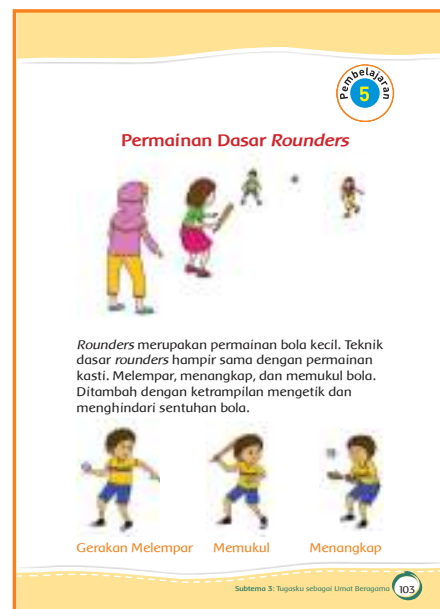 Pembelajaran
5
Permainan Dasar Rounders
Rounders merupakan permainan bola kecil. Teknik
dasar rounders hampir sama dengan permainan
kasti. Melempar, menangkap, dan memukul bola.
Ditambah dengan ketrampilan mengetik dan
menghindari sentuhan bola.
Gerakan Melempar Memukul Menangkap
Subtema 3: Tugasku sebagai Umat Beragama 103